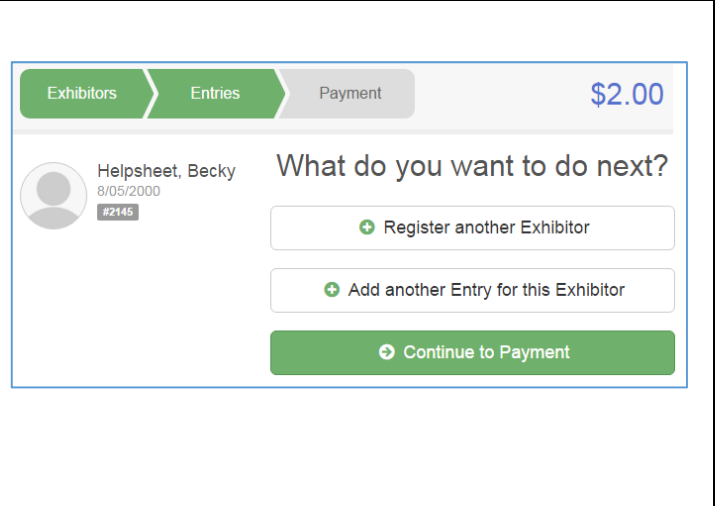 Exhibitors Entries Payment $2.00
Helpsheet, Becky
8/05/2000
#2145
What do you want to do next?
Register another Exhibitor
Add another Entry for this Exhibitor
Continue to Payment